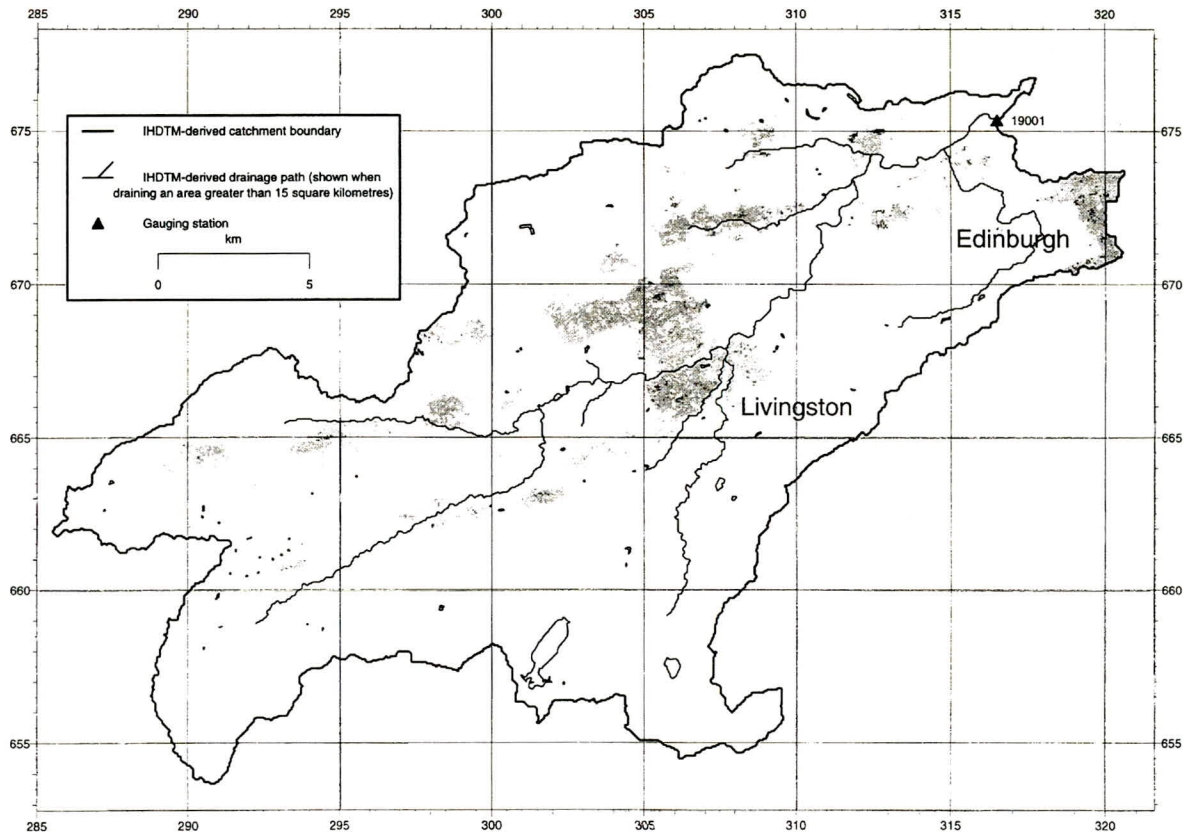 285 290 295 300 305 310 315 320
675 675
IHDTM-derived catchment boundary
19001
IHDTM-derived drainage path (shown when
draining an area greater than 15 square kilometres)
Gauging station
km
0 5
Edinburgh
670 670
Livingston
665 665
660 660
655 655
285 290 295 300 305 310 315 320